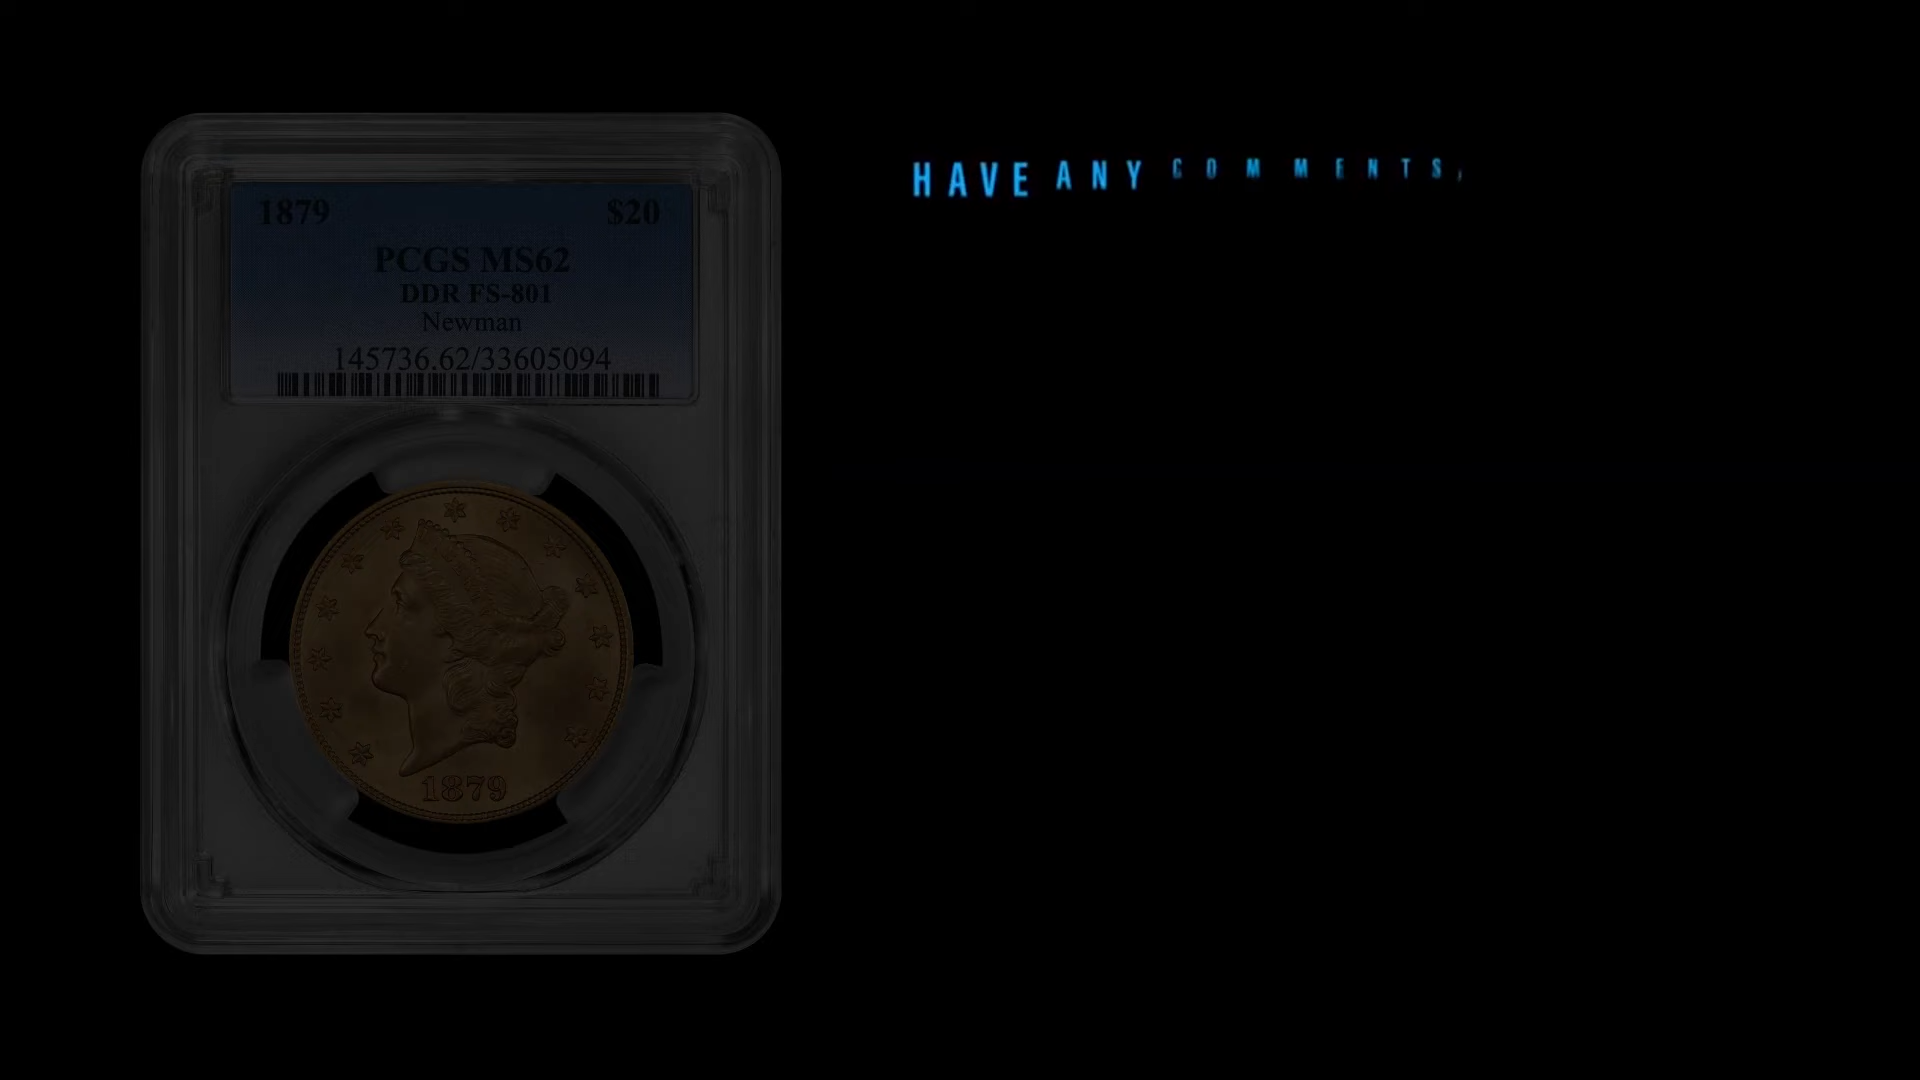 1879 $20
PCGS MS62
DDR FS-801
Newman
145736.62/33605094
1879
HAVE ANY COMMENTS,